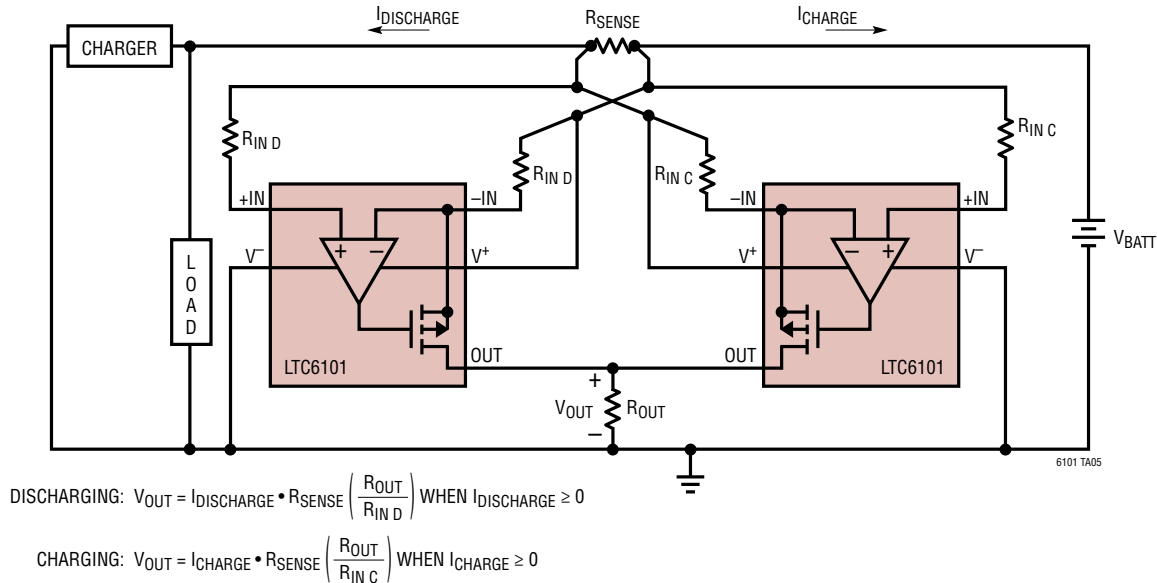 IDISCHARGE
RSENSE
ICHARGE
CHARGER
RIN D
RIN D
RIN C
RIN C
+IN
–IN
–IN
+IN
V–
V+
V+
V–
+ –
– +
VBATT
LOAD
LTC6101
OUT
OUT
LTC6101
+
VOUT
ROUT
–
6101 TA05
DISCHARGING: VOUT = IDISCHARGE • RSENSE (ROUT / RIN D) WHEN IDISCHARGE ≥ 0
CHARGING: VOUT = ICHARGE • RSENSE (ROUT / RIN C) WHEN ICHARGE ≥ 0